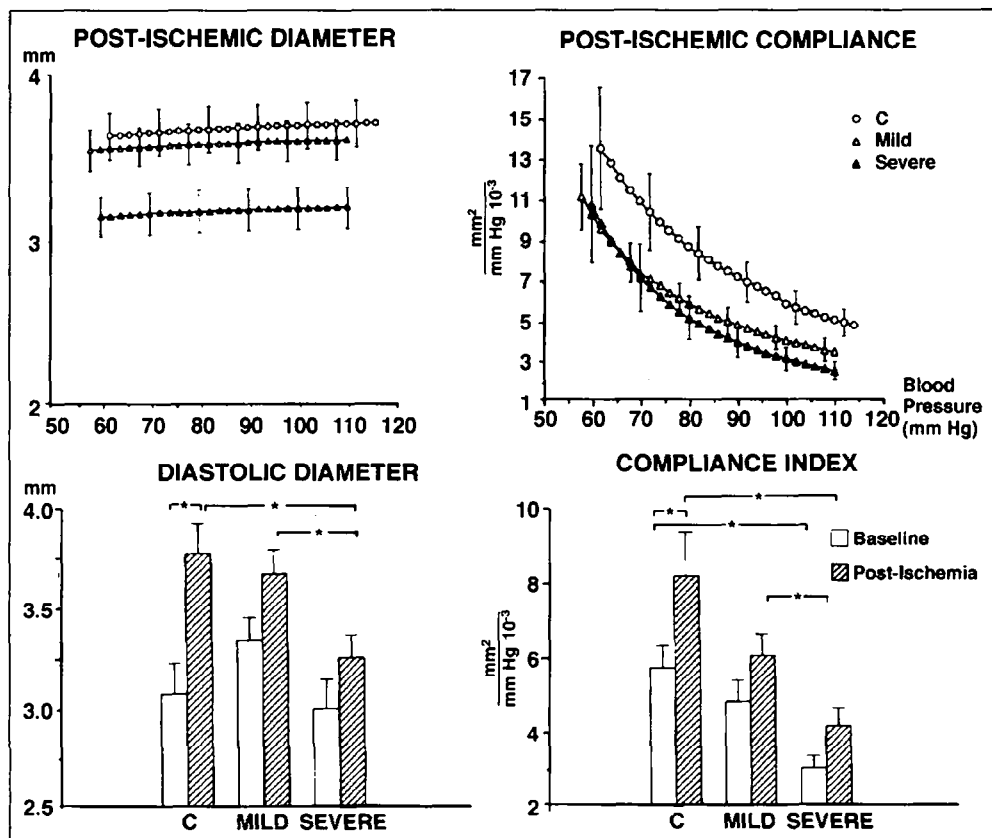 POST-ISCHEMIC DIAMETER
mm
4
3
2
50 60 70 80 90 100 110 120
POST-ISCHEMIC COMPLIANCE
17
15
13
11
9
7
5
3
1
mm²
mm Hg 10⁻³
C
Mild
Severe
50 60 70 80 90 100 110 120
Blood
Pressure
(mm Hg)
DIASTOLIC DIAMETER
mm
4.0
3.5
3.0
2.5
* * *
C MILD SEVERE
COMPLIANCE INDEX
10
8
6
4
2
mm²
mm Hg 10⁻³
* * * *
Baseline
Post-Ischemia
C MILD SEVERE